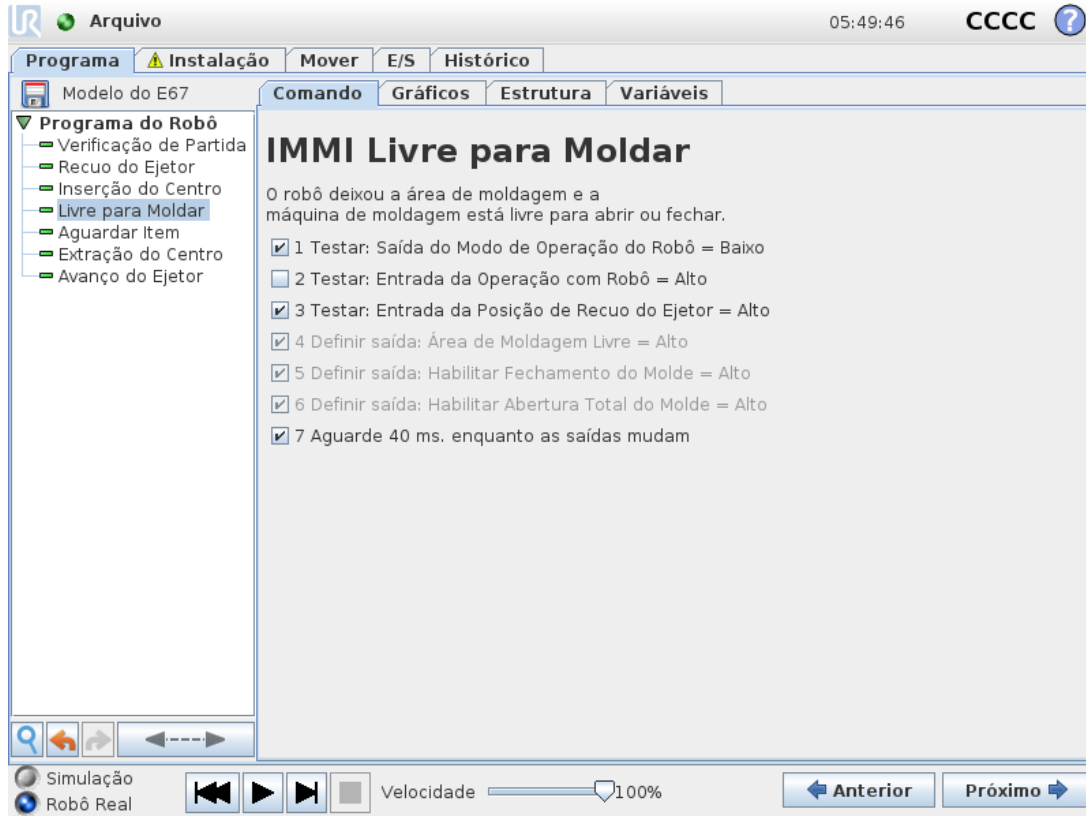 UR Arquivo 05:49:46 CCCC ?
Programa Instalação Mover E/S Histórico
Modelo do E67
Comando Gráficos Estrutura Variáveis
Programa do Robô
Verificação de Partida
Recuo do Ejetor
Inserção do Centro
Livre para Moldar
Aguardar Item
Extração do Centro
Avanço do Ejetor
IMMI Livre para Moldar
O robô deixou a área de moldagem e a
máquina de moldagem está livre para abrir ou fechar.
1 Testar: Saída do Modo de Operação do Robô = Baixo
2 Testar: Entrada da Operação com Robô = Alto
3 Testar: Entrada da Posição de Recuo do Ejetor = Alto
4 Definir saída: Área de Moldagem Livre = Alto
5 Definir saída: Habilitar Fechamento do Molde = Alto
6 Definir saída: Habilitar Abertura Total do Molde = Alto
7 Aguarde 40 ms. enquanto as saídas mudam
Simulação
Robô Real
Velocidade 100%
Anterior Próximo